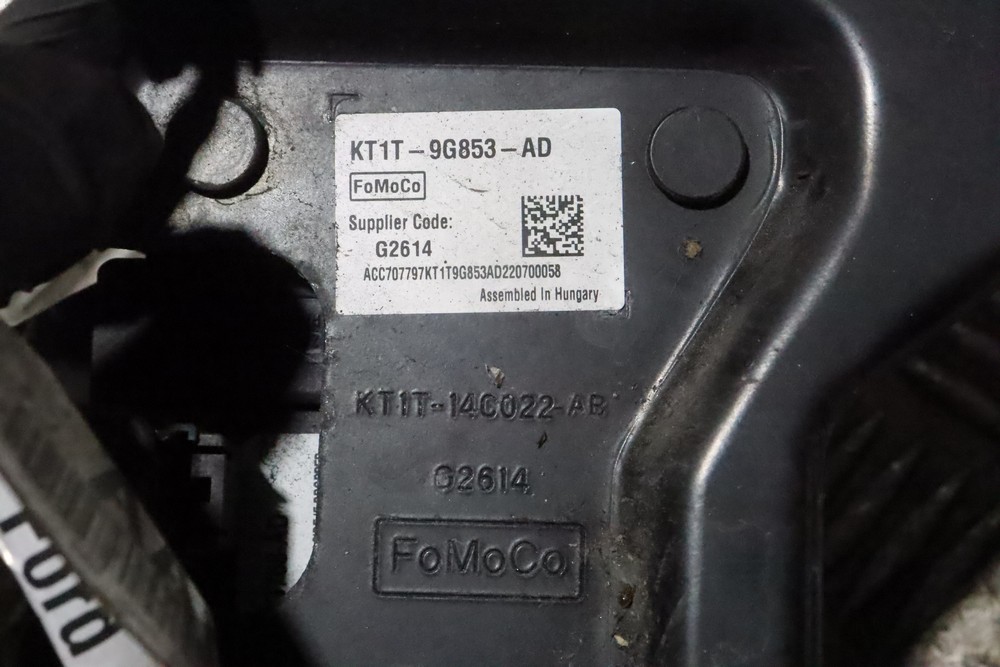 KT1T-9G853-AD
FoMoCo
Supplier Code:
G2614
ACC707797KT1T9G853AD220700058
Assembled In Hungary
KT1T-14C022-AB
G2614
FoMoCo
Ford